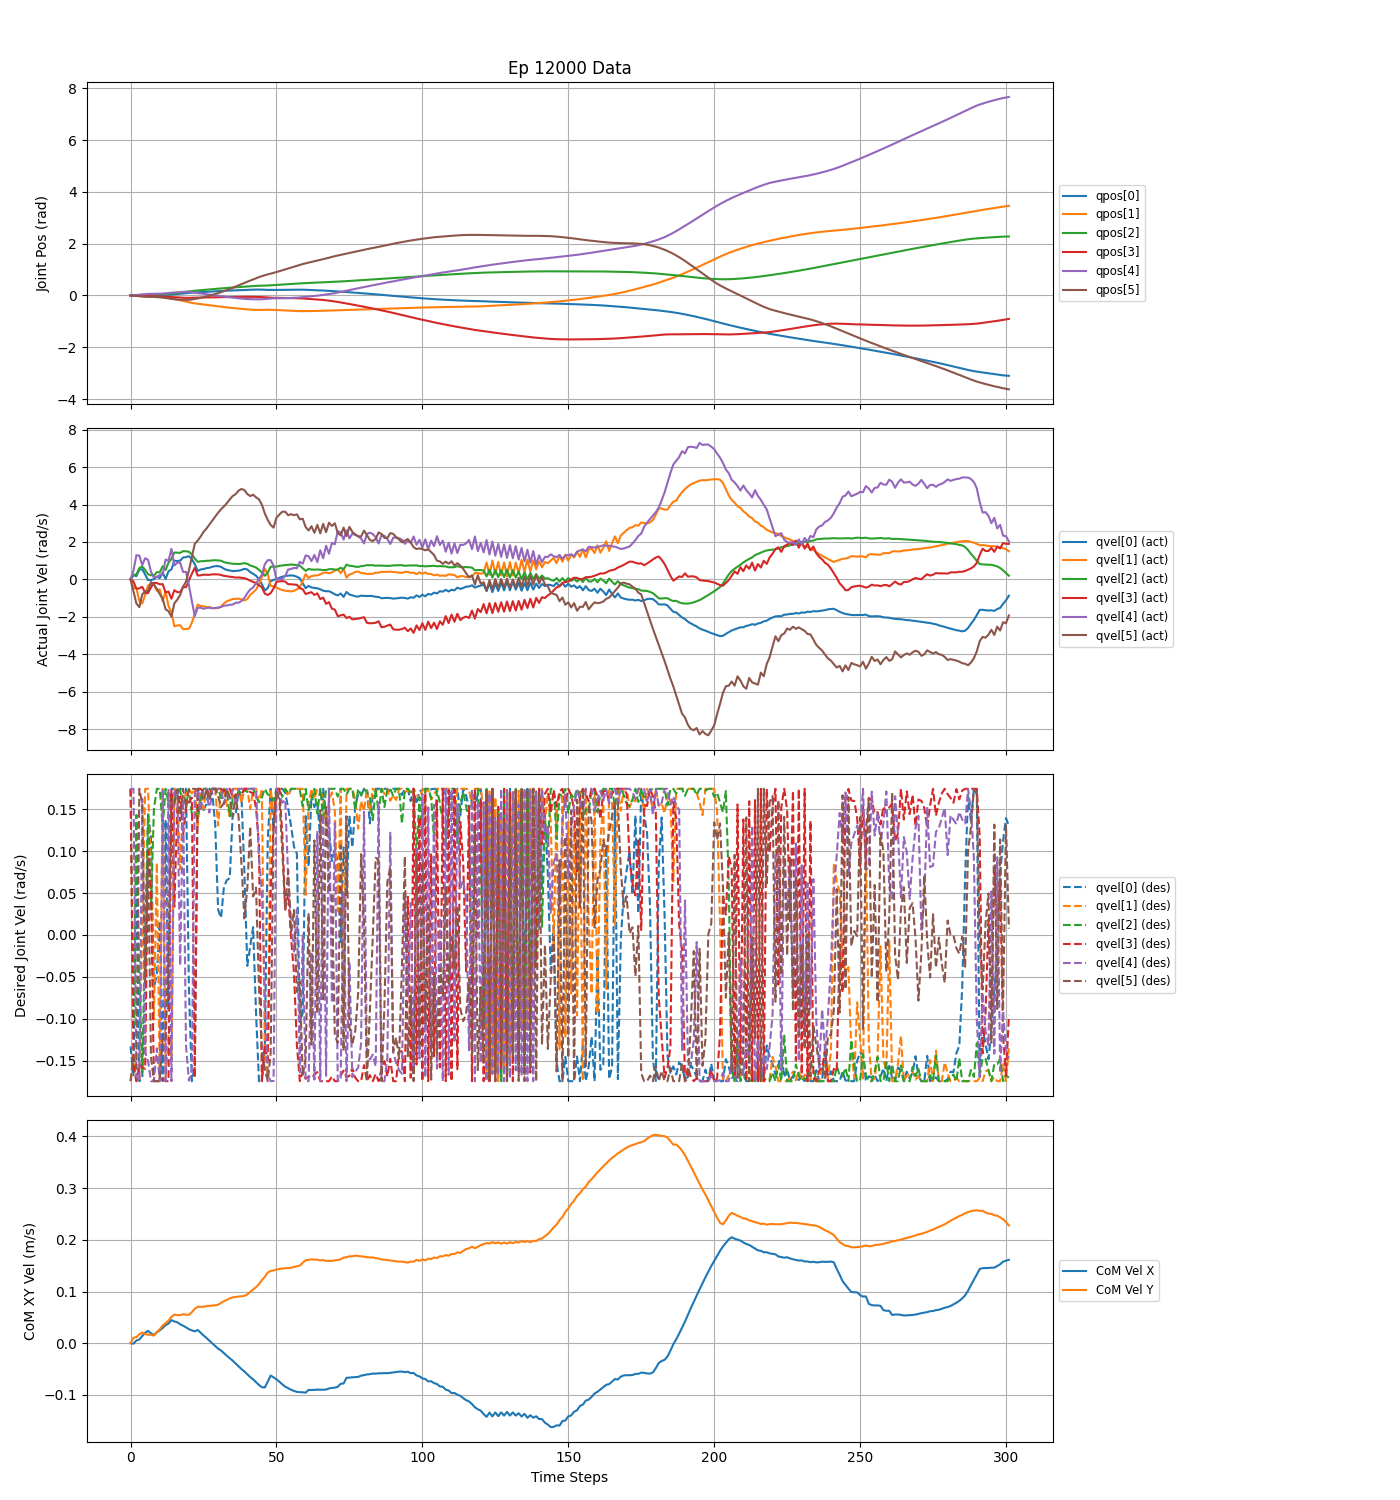 Ep 12000 Data
Joint Pos (rad)
8
6
4
2
0
−2
−4
qpos[0]
qpos[1]
qpos[2]
qpos[3]
qpos[4]
qpos[5]
Actual Joint Vel (rad/s)
8
6
4
2
0
−2
−4
−6
−8
qvel[0] (act)
qvel[1] (act)
qvel[2] (act)
qvel[3] (act)
qvel[4] (act)
qvel[5] (act)
Desired Joint Vel (rad/s)
0.15
0.10
0.05
0.00
−0.05
−0.10
−0.15
qvel[0] (des)
qvel[1] (des)
qvel[2] (des)
qvel[3] (des)
qvel[4] (des)
qvel[5] (des)
CoM XY Vel (m/s)
0.4
0.3
0.2
0.1
0.0
−0.1
CoM Vel X
CoM Vel Y
0 50 100 150 200 250 300
Time Steps